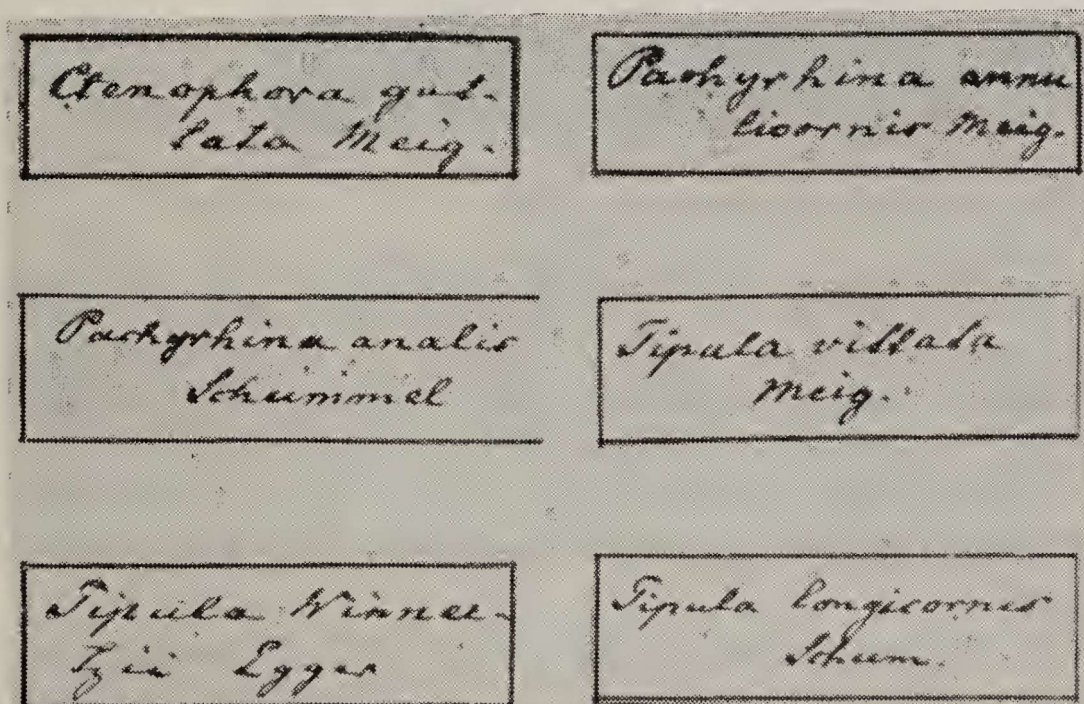 Ctenophora gut-
tata Meig.
Pachyrhina annu
licornis Meig.
Pachyrhina analis
Schummel
Tipula vittata
Meig.
Tipula Winner-
tzii Egger
Tipula longicornis
Schum.